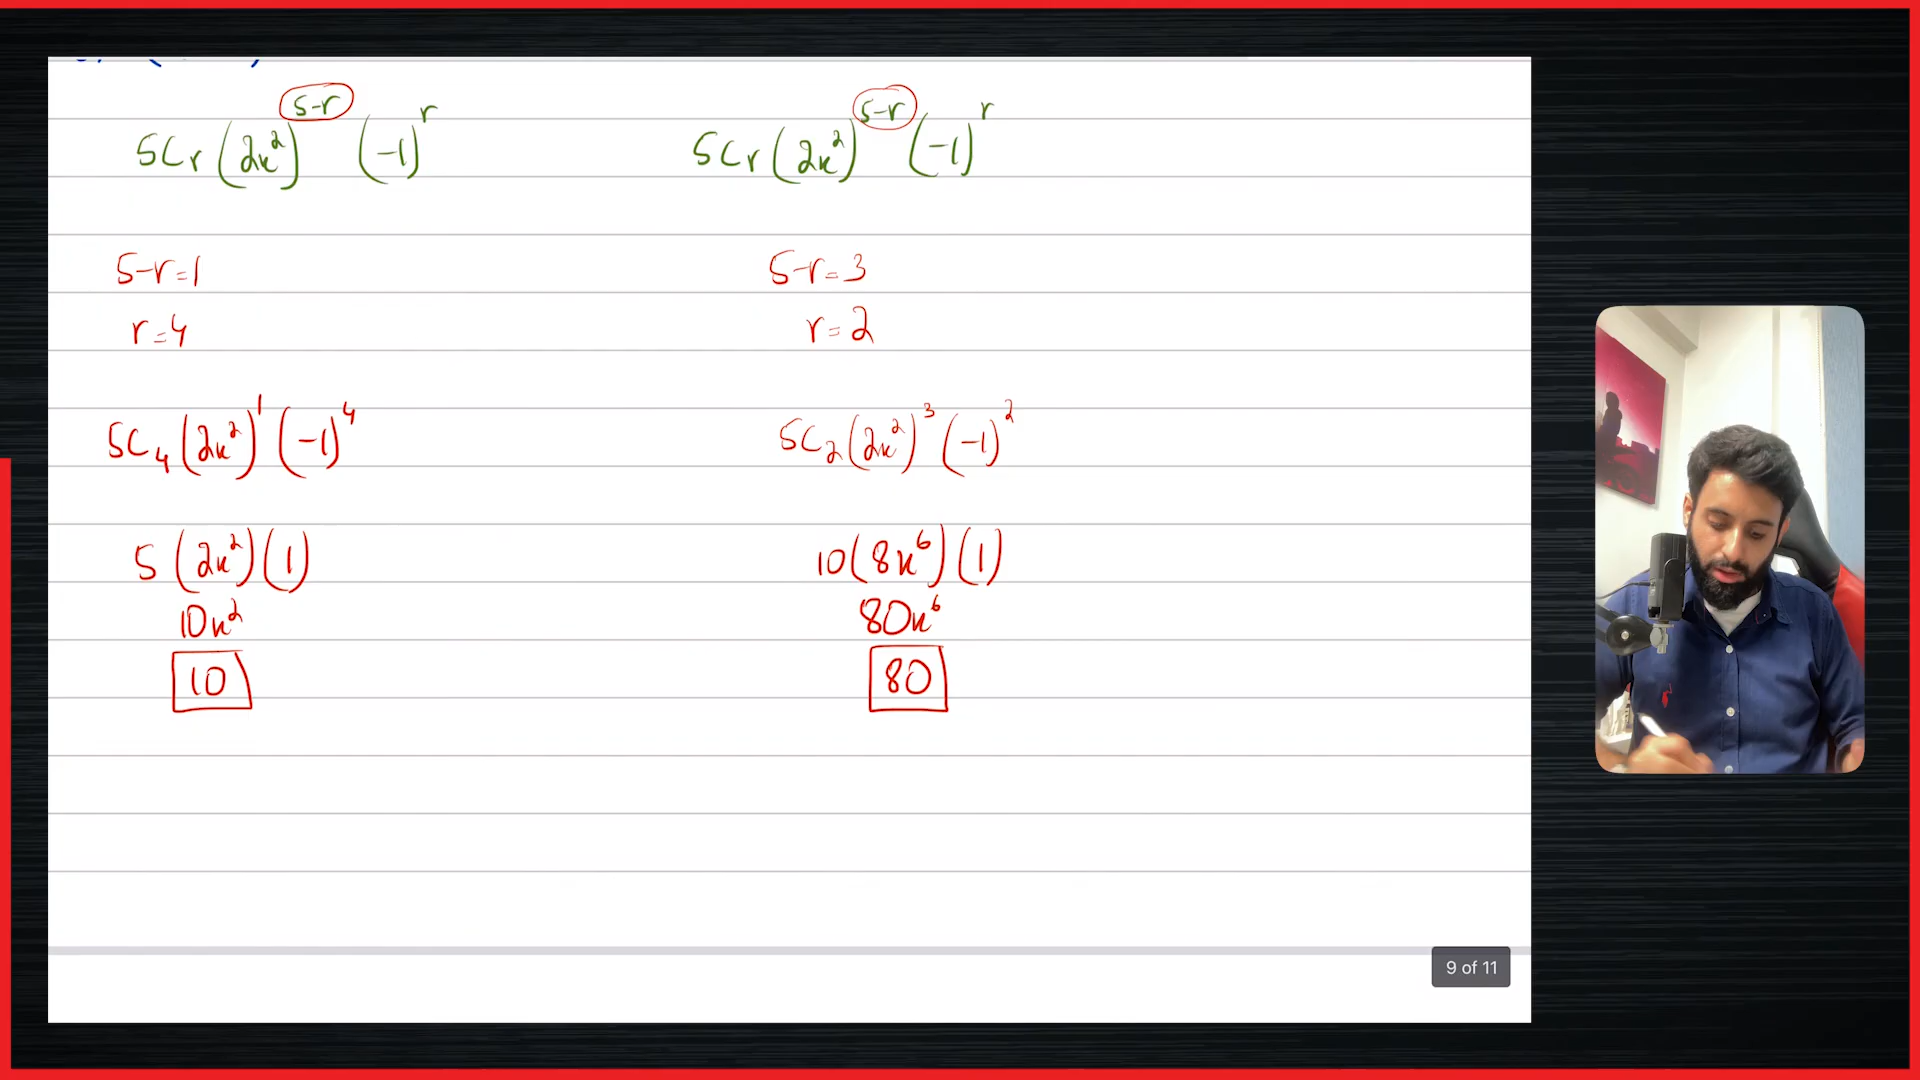 5Cr(2x²)^(5-r) (-1)^r
5-r=1
r=4
5C₄(2x²)¹(-1)⁴
5(2x²)(1)
10x²
10
5Cr(2x²)^(5-r) (-1)^r
5-r=3
r=2
5C₂(2x²)³(-1)²
10(8x⁶)(1)
80x⁶
80
9 of 11